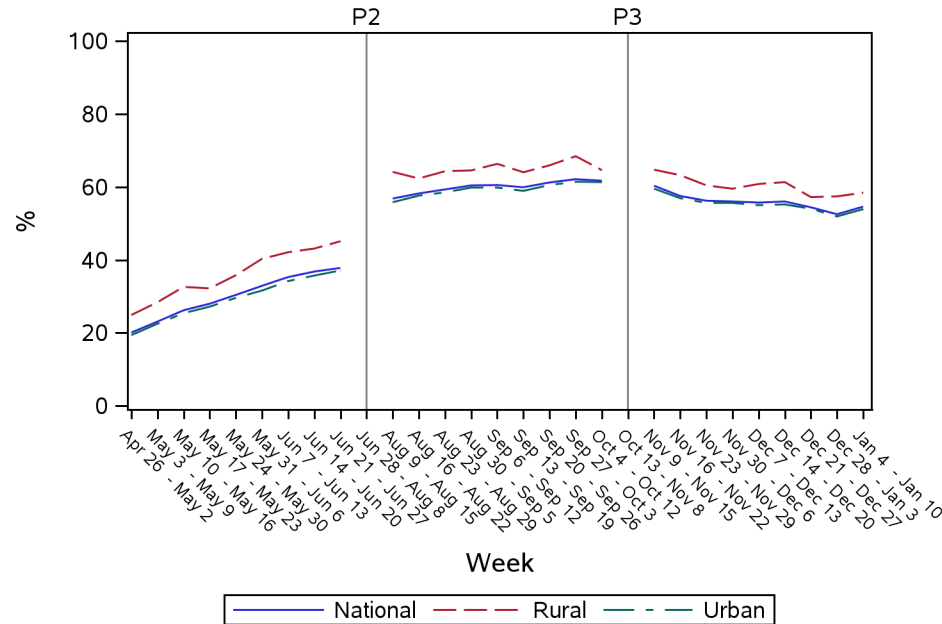 P2 P3
100
80
60
40
20
0
%
Apr 26 - May 2
May 3 - May 9
May 10 - May 16
May 17 - May 23
May 24 - May 30
May 31 - Jun 6
Jun 7 - Jun 13
Jun 14 - Jun 20
Jun 21 - Jun 27
Jun 28 - Aug 8
Aug 9 - Aug 15
Aug 16 - Aug 22
Aug 23 - Aug 29
Aug 30 - Sep 5
Sep 6 - Sep 12
Sep 13 - Sep 19
Sep 20 - Sep 26
Sep 27 - Oct 3
Oct 4 - Oct 12
Oct 13 - Nov 8
Nov 9 - Nov 15
Nov 16 - Nov 22
Nov 23 - Nov 29
Nov 30 - Dec 6
Dec 7 - Dec 13
Dec 14 - Dec 20
Dec 21 - Dec 27
Dec 28 - Jan 3
Jan 4 - Jan 10
Week
National Rural Urban